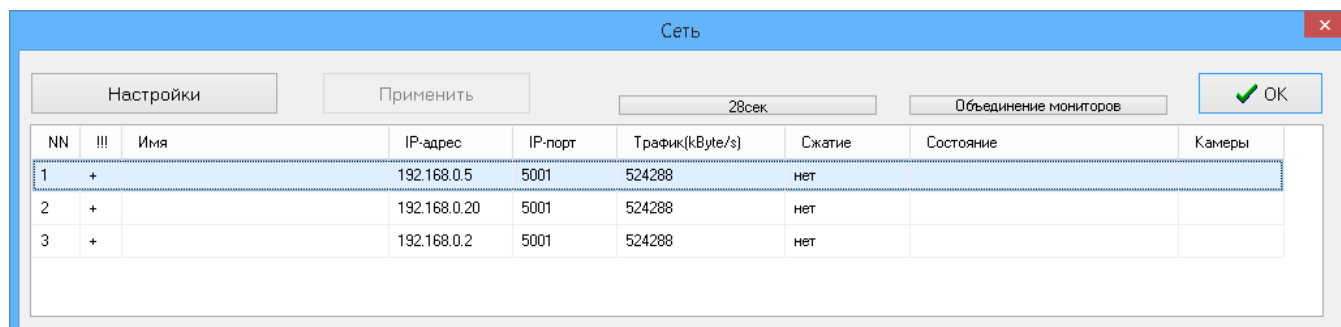 Сеть
Настройки Применить 28сек Объединение мониторов OK
NN !!! Имя IP-адрес IP-порт Трафик(kByte/s) Сжатие Состояние Камеры
1 + 192.168.0.5 5001 524288 нет
2 + 192.168.0.20 5001 524288 нет
3 + 192.168.0.2 5001 524288 нет